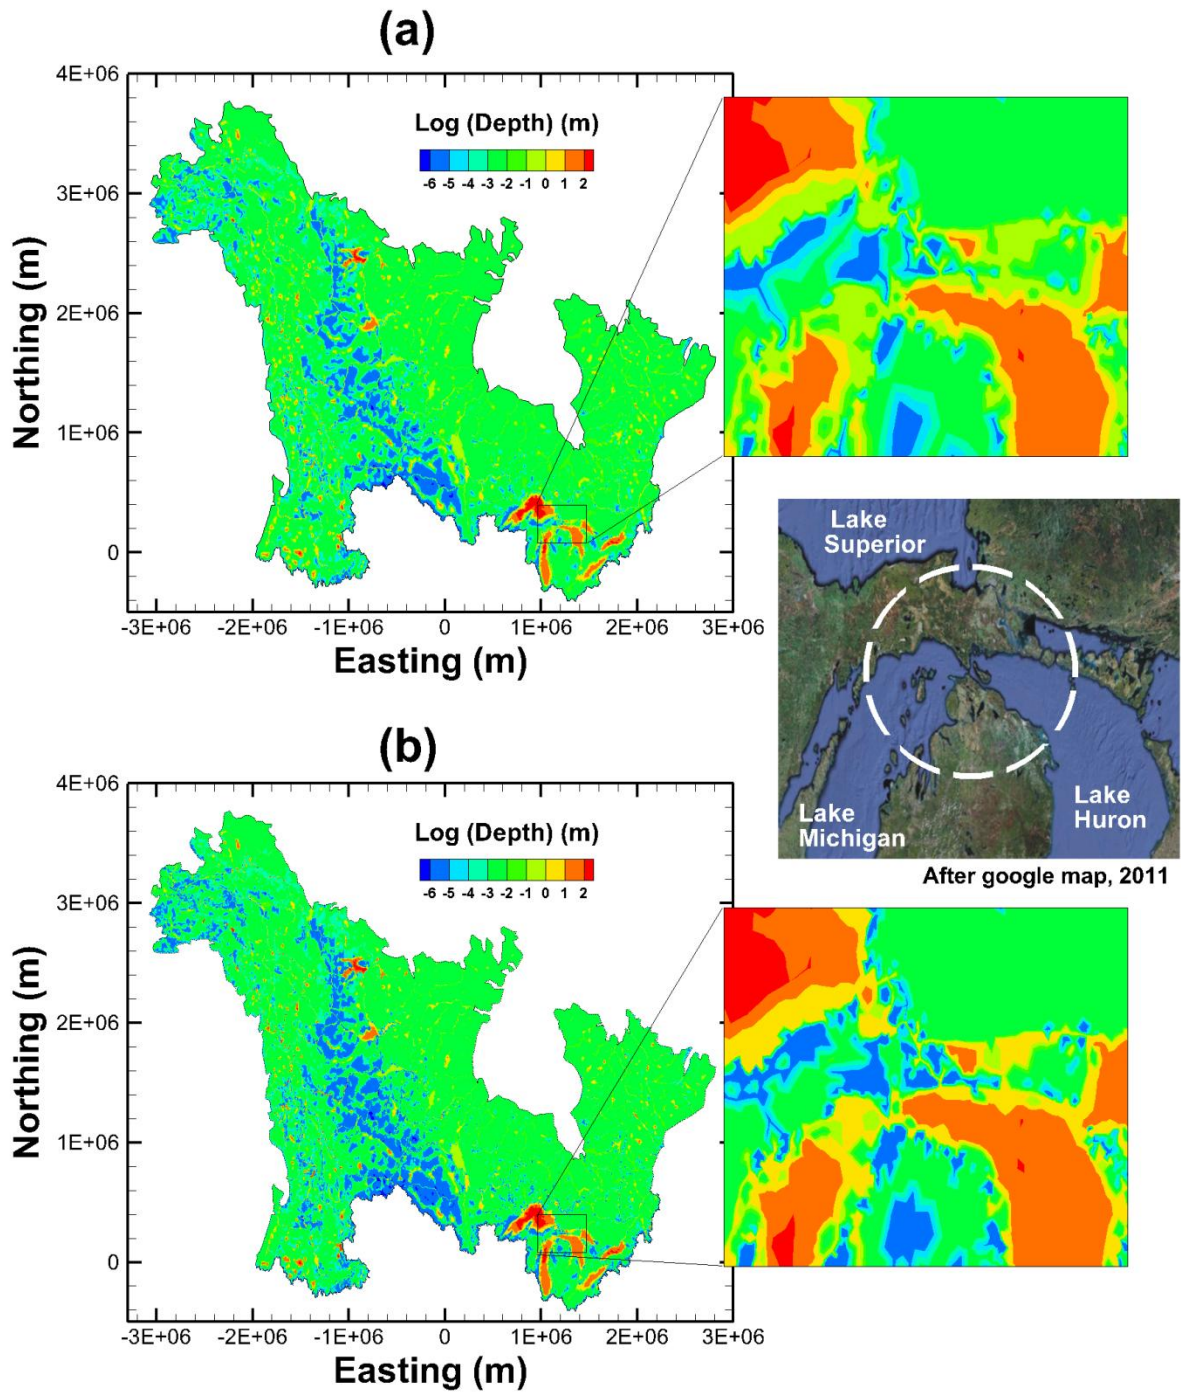 (a)
4E+06
3E+06
2E+06
1E+06
0
Northing (m)
Log (Depth) (m)
-6 -5 -4 -3 -2 -1 0 1 2
-3E+06 -2E+06 -1E+06 0 1E+06 2E+06 3E+06
Easting (m)
Lake
Superior
Lake
Michigan
Lake
Huron
After google map, 2011
(b)
4E+06
3E+06
2E+06
1E+06
0
Northing (m)
Log (Depth) (m)
-6 -5 -4 -3 -2 -1 0 1 2
-3E+06 -2E+06 -1E+06 0 1E+06 2E+06 3E+06
Easting (m)